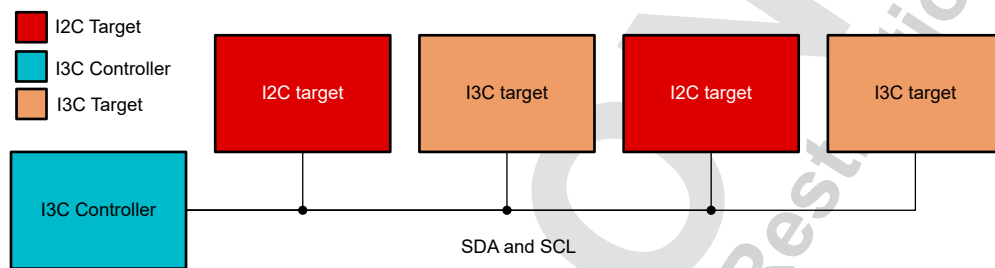 I2C Target
I3C Controller
I3C Target
I2C target
I3C target
I2C target
I3C target
I3C Controller
SDA and SCL